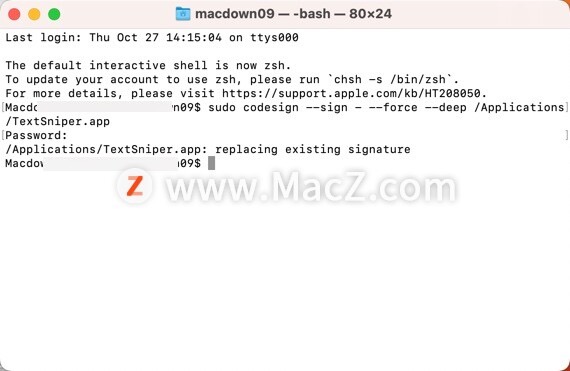 macdown09 — -bash — 80×24
Last login: Thu Oct 27 14:15:04 on ttys000
The default interactive shell is now zsh.
To update your account to use zsh, please run `chsh -s /bin/zsh`.
For more details, please visit https://support.apple.com/kb/HT208050.
[Macdo n09$ sudo codesign --sign - --force --deep /Applications]
/TextSniper.app
[Password: ]
/Applications/TextSniper.app: replacing existing signature
Macdow n09$
Z www.MacZ.com